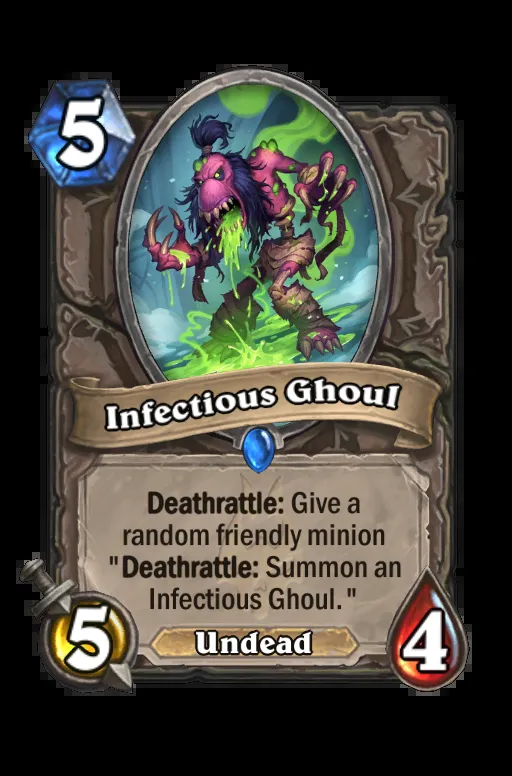 5
Infectious Ghoul
Deathrattle: Give a
random friendly minion
"Deathrattle: Summon an
Infectious Ghoul."
5
Undead
4